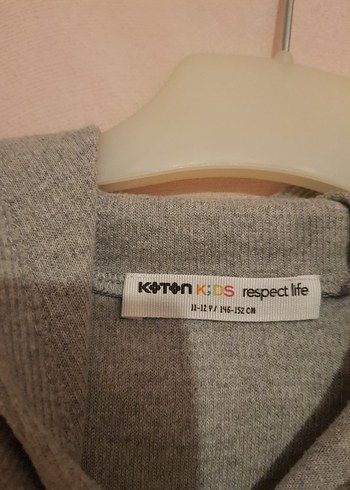 KOTON KIDS respect life
11-12 Y / 146-152 CM